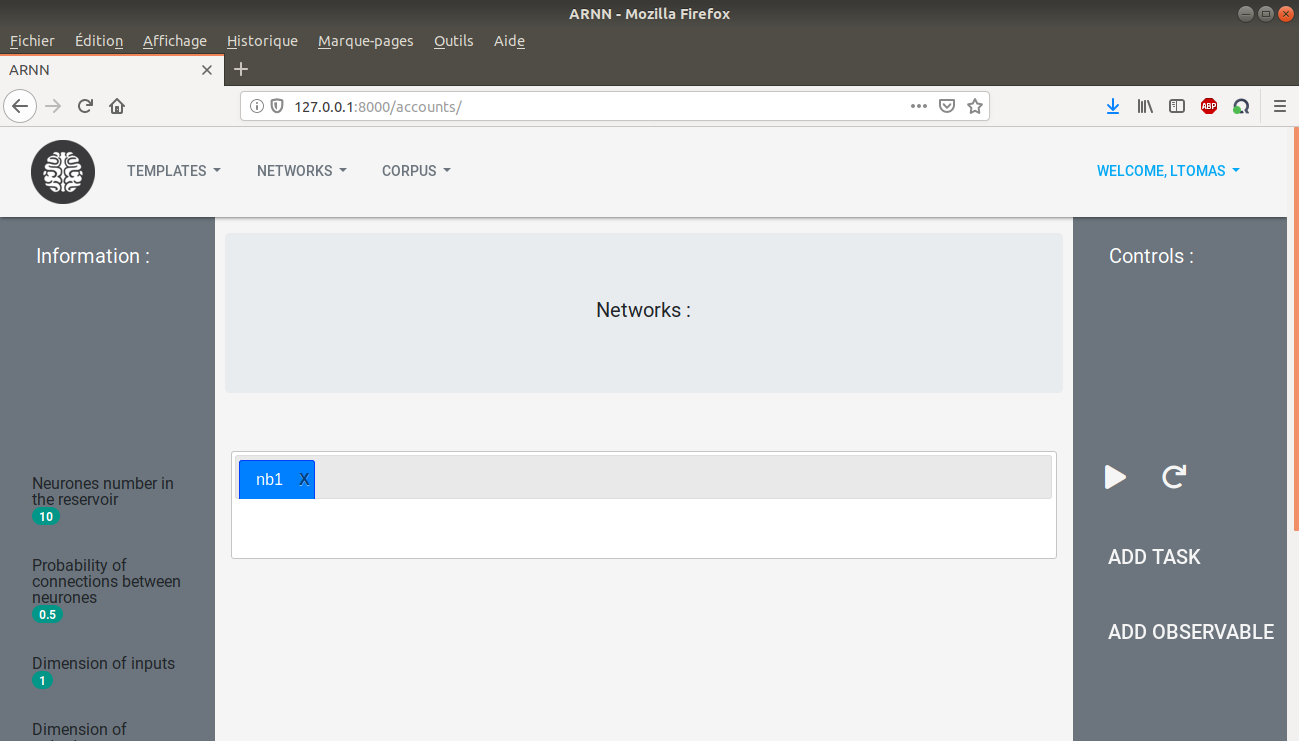 ARNN - Mozilla Firefox
Fichier Édition Affichage Historique Marque-pages Outils Aide
ARNN
127.0.0.1:8000/accounts/
ABP
TEMPLATES NETWORKS CORPUS WELCOME, LTOMAS
Information :
Networks :
Controls :
nb1 X
Neurones number in
the reservoir
10
Probability of
connections between
neurones
0.5
Dimension of inputs
1
Dimension of
ADD TASK
ADD OBSERVABLE